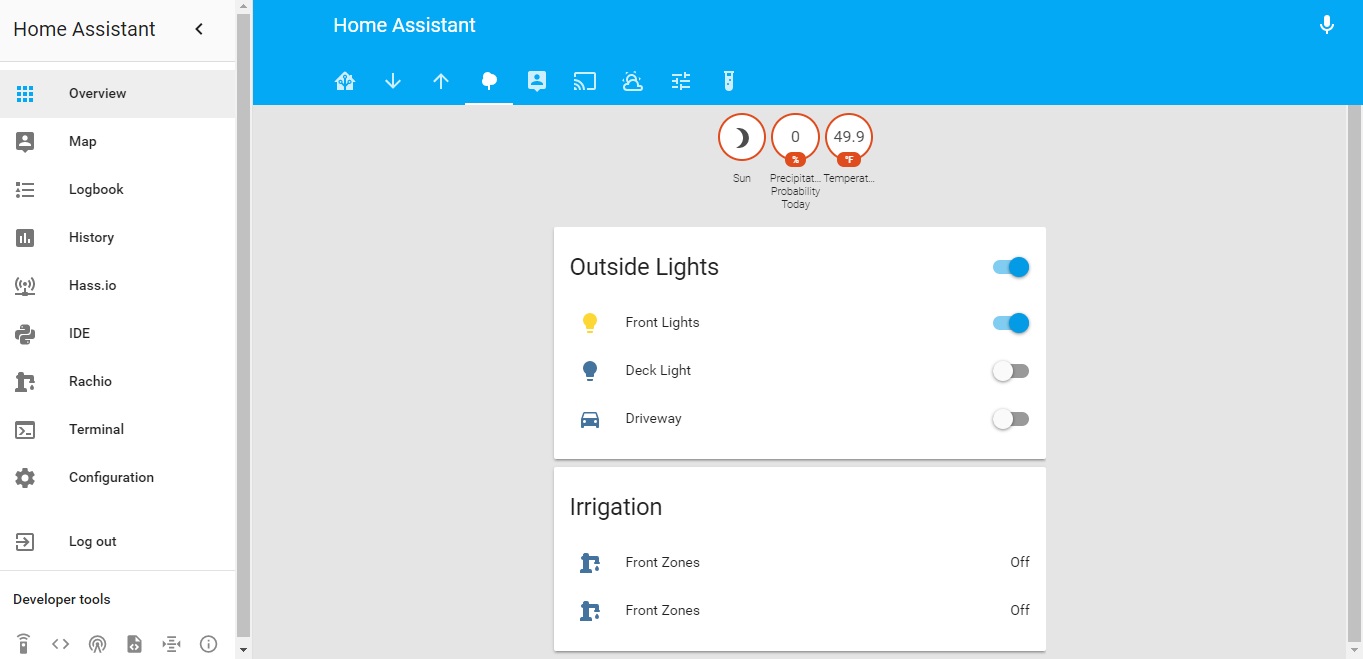 Home Assistant
Overview
Map
Logbook
History
Hass.io
IDE
Rachio
Terminal
Configuration
Log out
Developer tools
Home Assistant
0
%
49.9
°F
Sun
Precipitat...
Probability
Today
Temperat...
Outside Lights
Front Lights
Deck Light
Driveway
Irrigation
Front Zones Off
Front Zones Off